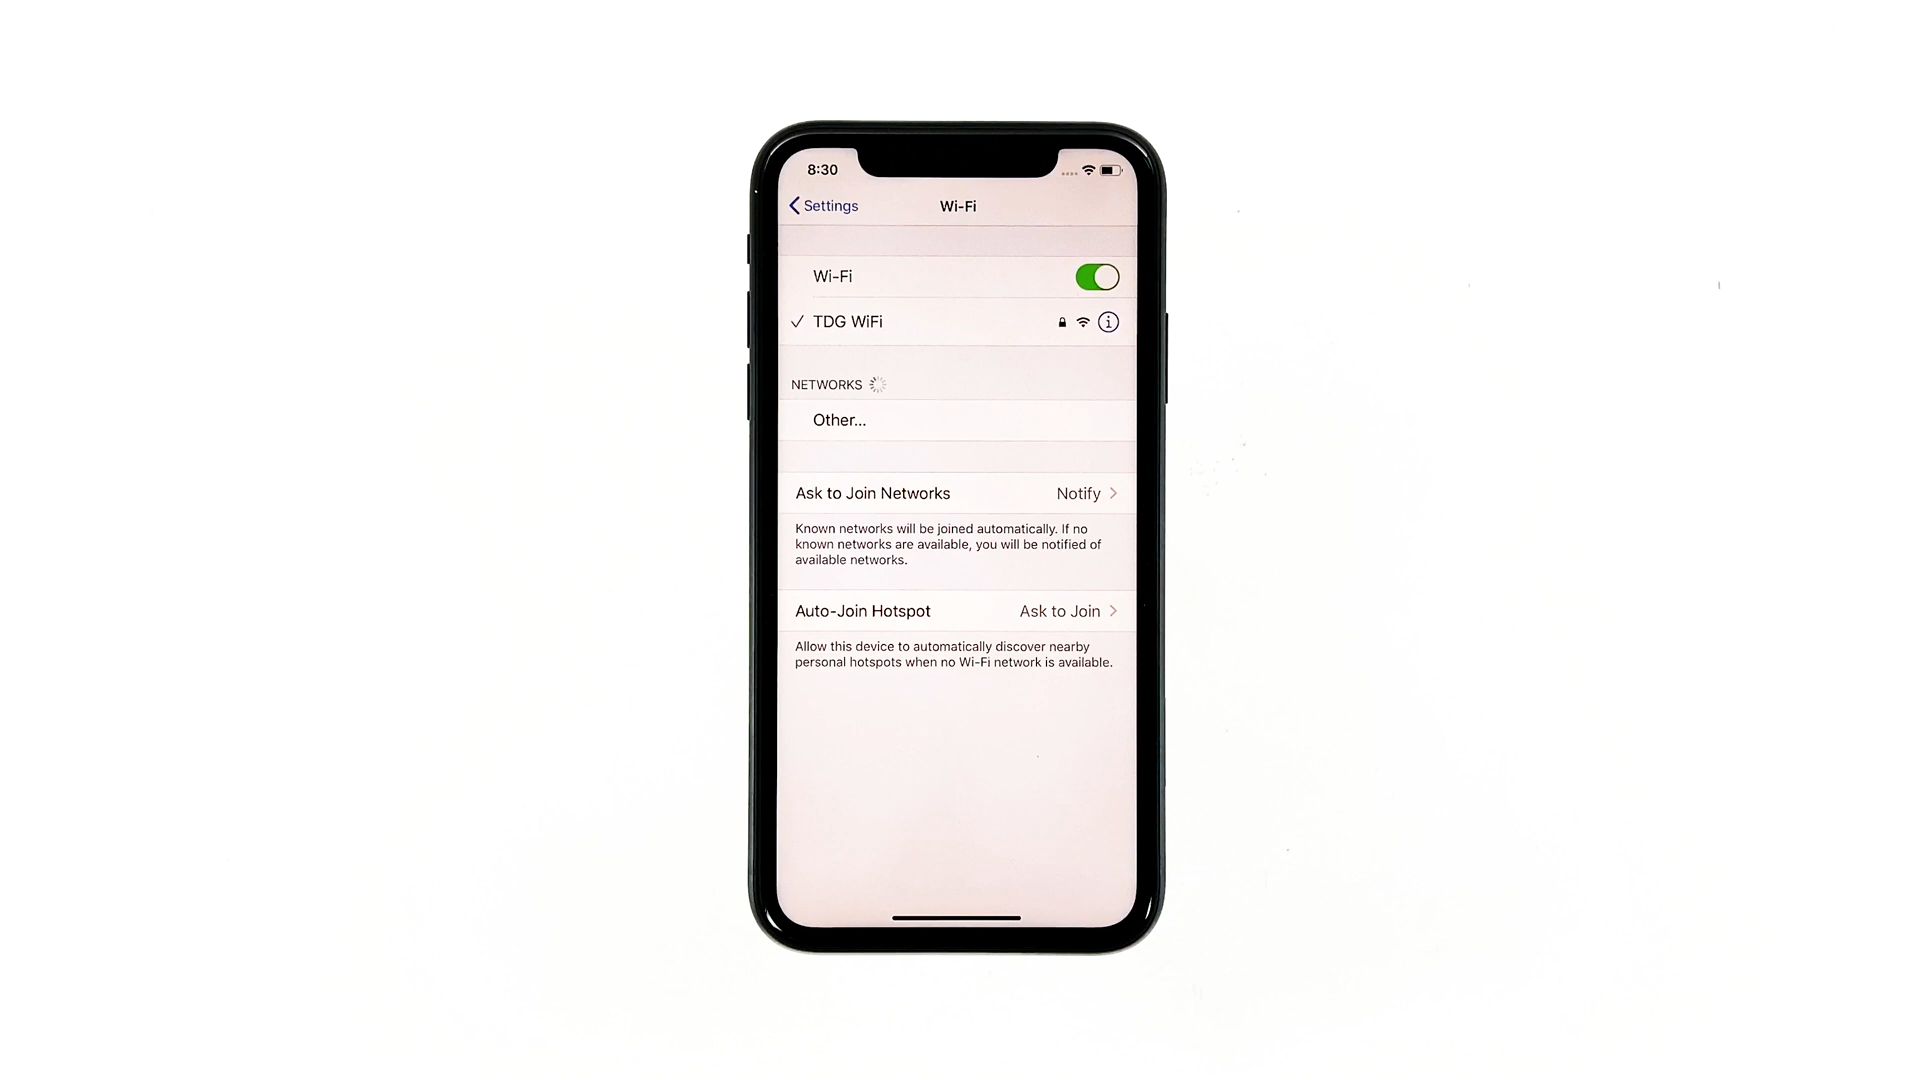 8:30
Settings
Wi-Fi
Wi-Fi
TDG WiFi
NETWORKS
Other...
Ask to Join Networks Notify
Known networks will be joined automatically. If no
known networks are available, you will be notified of
available networks.
Auto-Join Hotspot Ask to Join
Allow this device to automatically discover nearby
personal hotspots when no Wi-Fi network is available.